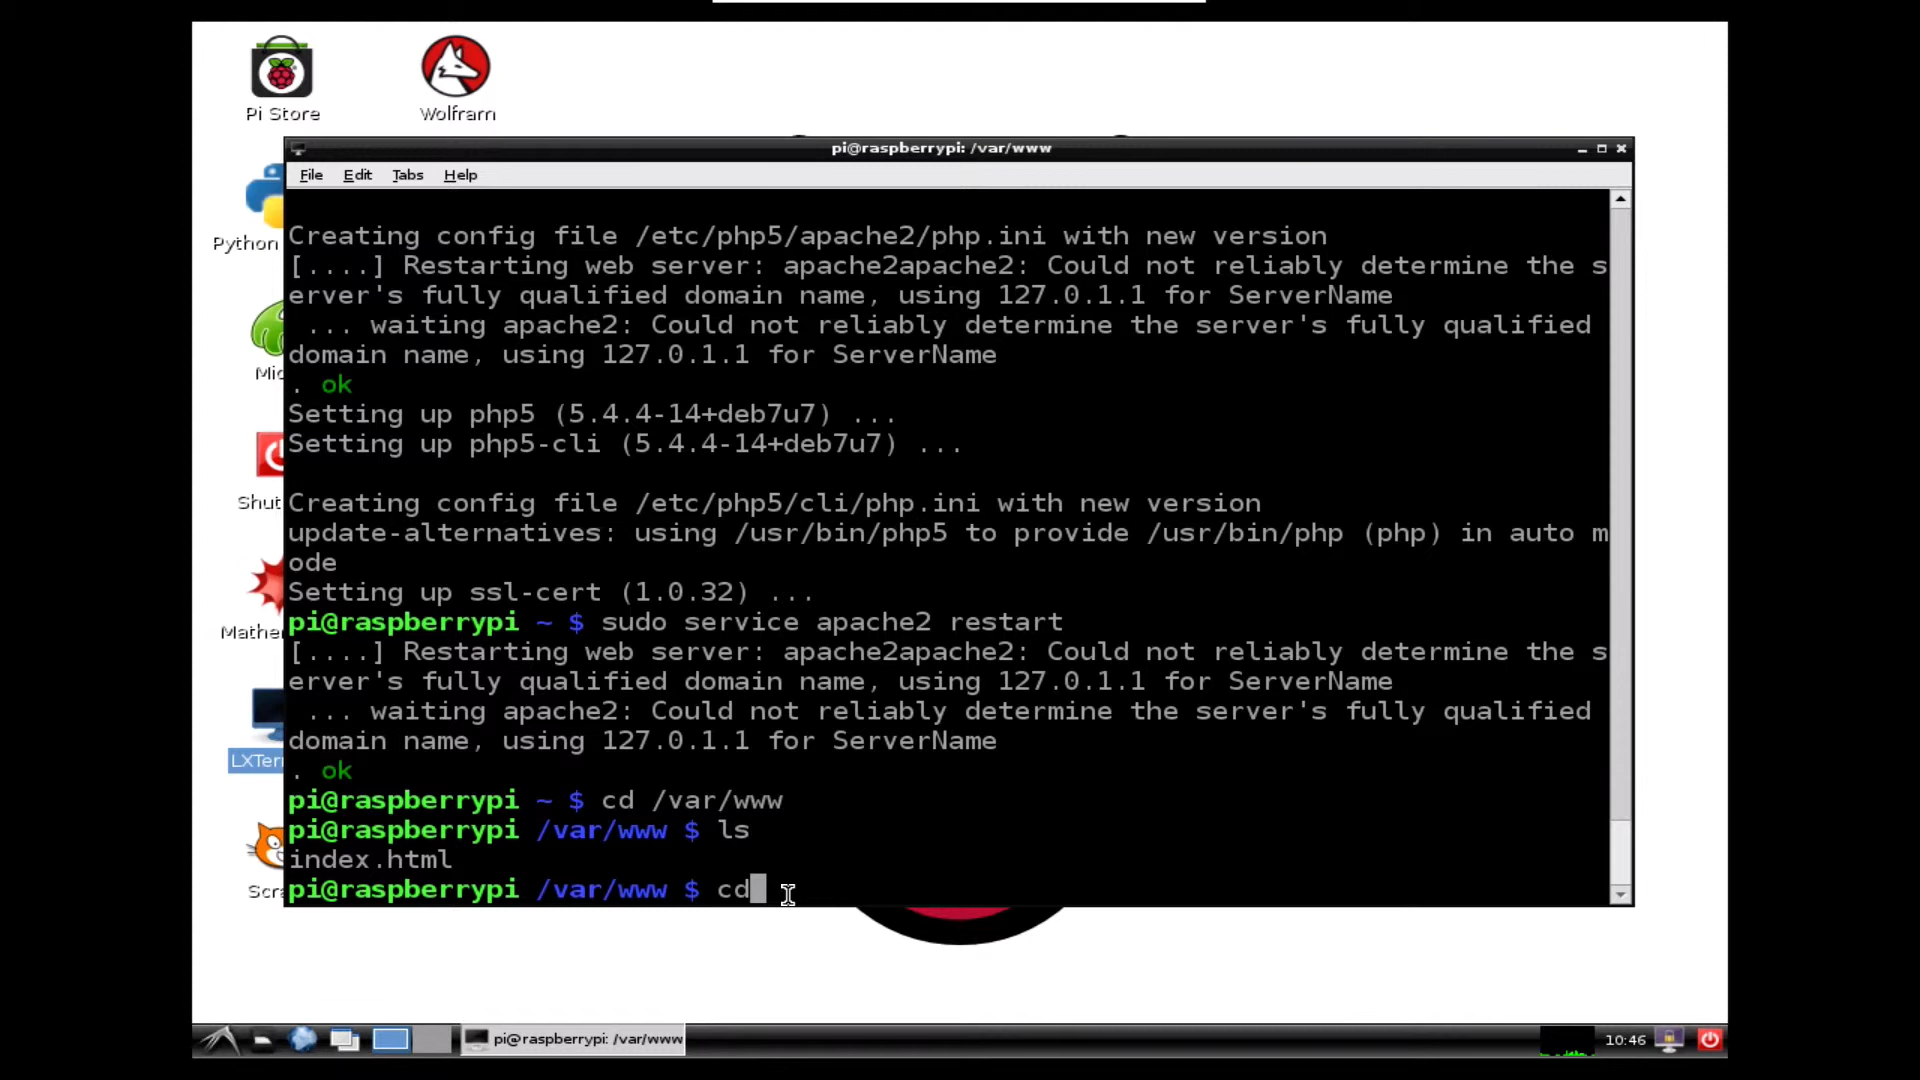 Pi Store
Wolfram
pi@raspberrypi: /var/www
File Edit Tabs Help
Python
Creating config file /etc/php5/apache2/php.ini with new version
[....] Restarting web server: apache2apache2: Could not reliably determine the s
erver's fully qualified domain name, using 127.0.1.1 for ServerName
... waiting apache2: Could not reliably determine the server's fully qualified
domain name, using 127.0.1.1 for ServerName
. ok
Setting up php5 (5.4.4-14+deb7u7) ...
Setting up php5-cli (5.4.4-14+deb7u7) ...
Creating config file /etc/php5/cli/php.ini with new version
update-alternatives: using /usr/bin/php5 to provide /usr/bin/php (php) in auto m
ode
Setting up ssl-cert (1.0.32) ...
pi@raspberrypi ~ $ sudo service apache2 restart
[....] Restarting web server: apache2apache2: Could not reliably determine the s
erver's fully qualified domain name, using 127.0.1.1 for ServerName
... waiting apache2: Could not reliably determine the server's fully qualified
domain name, using 127.0.1.1 for ServerName
. ok
pi@raspberrypi ~ $ cd /var/www
pi@raspberrypi /var/www $ ls
index.html
pi@raspberrypi /var/www $ cd
Mid
Shut
Mathe
LXTer
Scr
pi@raspberrypi: /var/www
10:46